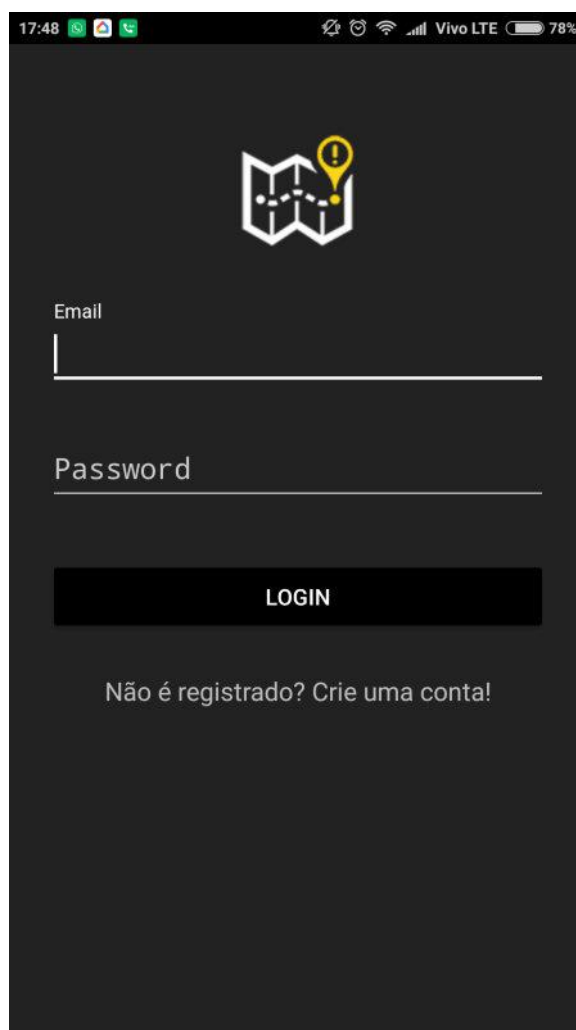 17:48 Vivo LTE 78%
Email
Password
LOGIN
Não é registrado? Crie uma conta!